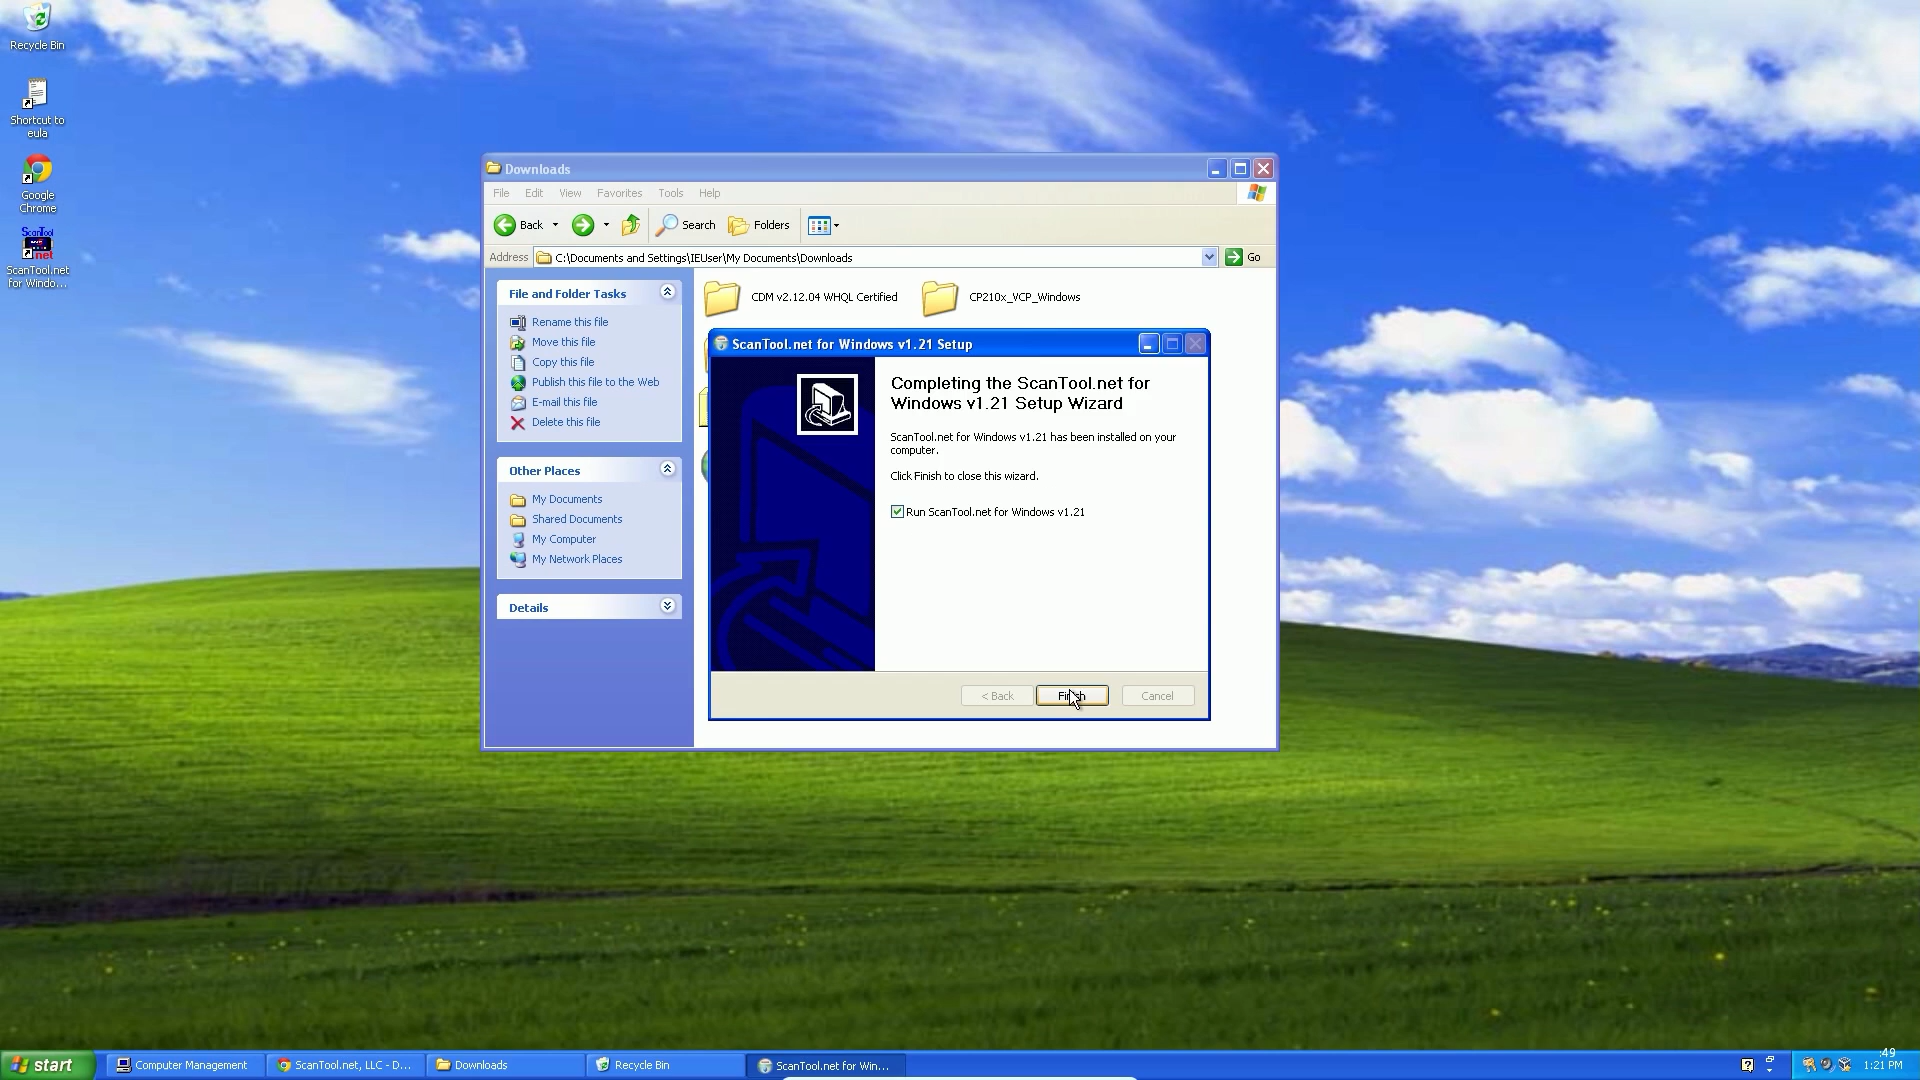 Recycle Bin
Shortcut to
eula
Google
Chrome
ScanTool
.net
ScanTool.net
for Windo...
Downloads
File Edit View Favorites Tools Help
Back Search Folders
Address C:\Documents and Settings\IEUser\My Documents\Downloads Go
File and Folder Tasks
Rename this file
Move this file
Copy this file
Publish this file to the Web
E-mail this file
Delete this file
Other Places
My Documents
Shared Documents
My Computer
My Network Places
Details
CDM v2.12.04 WHQL Certified
CP210x_VCP_Windows
ScanTool.net for Windows v1.21 Setup
Completing the ScanTool.net for
Windows v1.21 Setup Wizard
ScanTool.net for Windows v1.21 has been installed on your
computer.
Click Finish to close this wizard.
Run ScanTool.net for Windows v1.21
< Back Finish Cancel
start
Computer Management
ScanTool.net, LLC - D...
Downloads
Recycle Bin
ScanTool.net for Win...
:49
1:21 PM